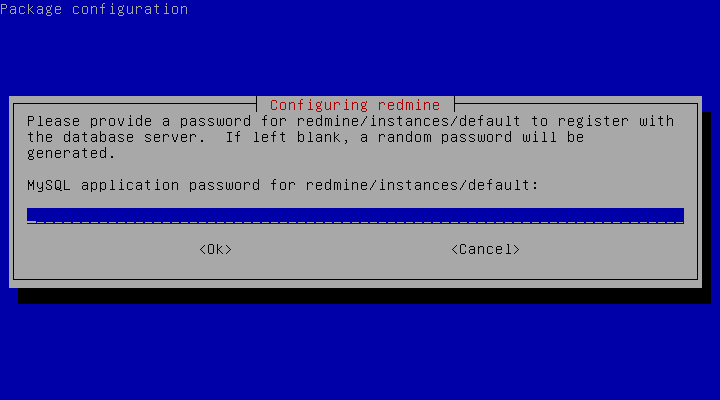 Package configuration
Configuring redmine
Please provide a password for redmine/instances/default to register with
the database server.  If left blank, a random password will be
generated.
MySQL application password for redmine/instances/default:
<Ok> <Cancel>